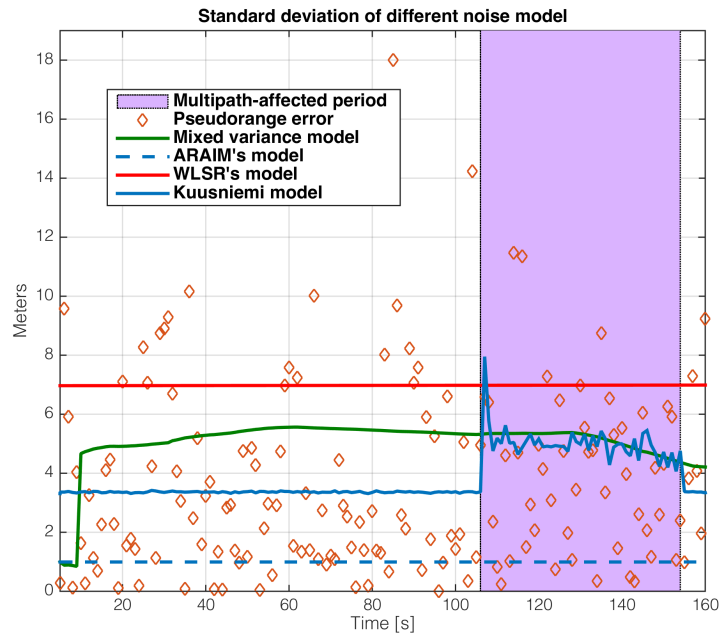 Standard deviation of different noise model
18
16
14
12
10
8
6
4
2
0
Meters
Multipath-affected period
Pseudorange error
Mixed variance model
ARAIM's model
WLSR's model
Kuusniemi model
20 40 60 80 100 120 140 160
Time [s]